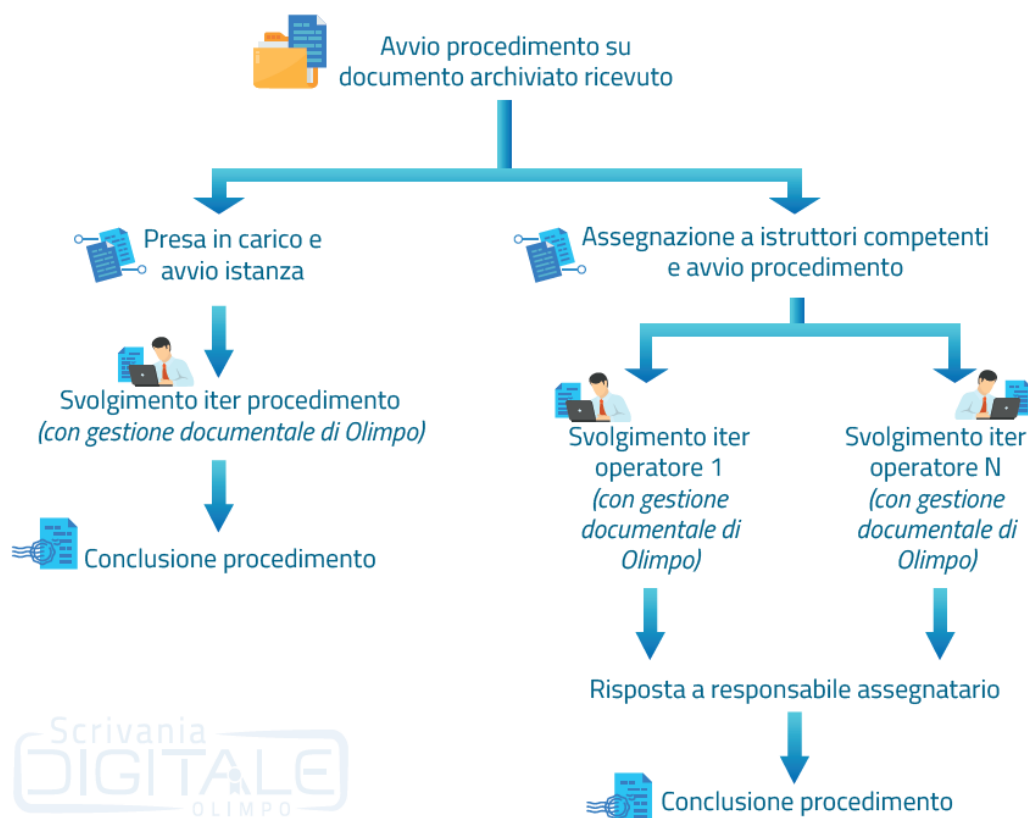 Avvio procedimento su
documento archiviato ricevuto
Presa in carico e
avvio istanza
Assegnazione a istruttori competenti
e avvio procedimento
Svolgimento iter procedimento
(con gestione documentale di Olimpo)
Svolgimento iter
operatore 1
(con gestione
documentale di
Olimpo)
Svolgimento iter
operatore N
(con gestione
documentale di
Olimpo)
Conclusione procedimento
Risposta a responsabile assegnatario
Conclusione procedimento
Scrivania
DIGITALE
OLIMPO